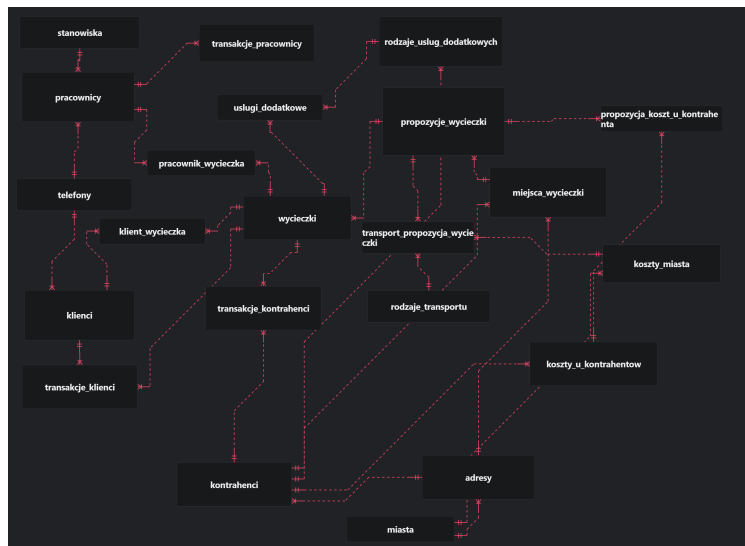 stanowiska
transakcje_pracownicy
rodzaje_uslug_dodatkowych
pracownicy
uslugi_dodatkowe
propozycje_wycieczki
propozycja_koszt_u_kontrahe
nta
pracownik_wycieczka
telefony
miejsca_wycieczki
wycieczki
klient_wycieczka
transport_propozycja_wycie
czki
koszty_miasta
klienci
transakcje_kontrahenci
rodzaje_transportu
koszty_u_kontrahentow
transakcje_klienci
kontrahenci
adresy
miasta